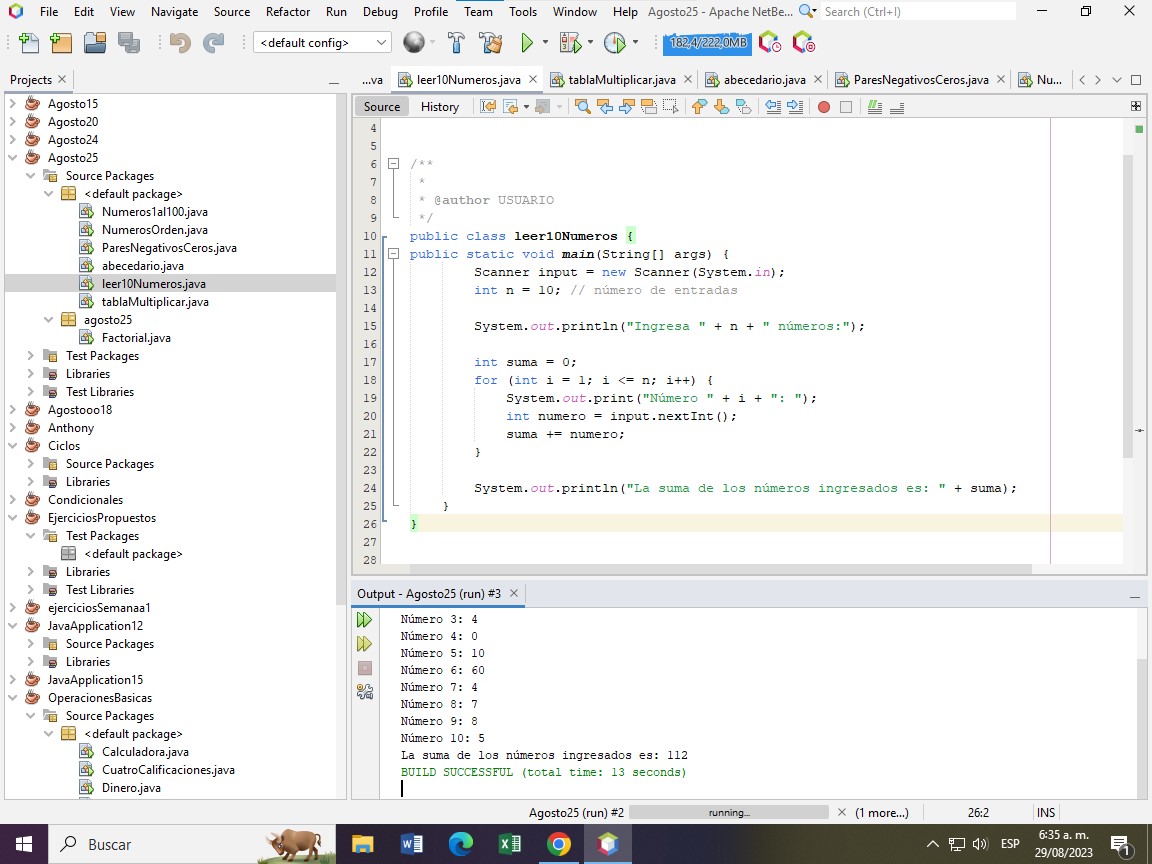 File Edit View Navigate Source Refactor Run Debug Profile Team Tools Window Help Agosto25 - Apache NetBe... Search (Ctrl+I)
<default config> 182,4/222,0MB
Projects ...va leer10Numeros.java tablaMultiplicar.java abecedario.java ParesNegativosCeros.java Nu...
Source History
Agosto15
Agosto20
Agosto24
Agosto25
Source Packages
<default package>
Numeros1al100.java
NumerosOrden.java
ParesNegativosCeros.java
abecedario.java
leer10Numeros.java
tablaMultiplicar.java
agosto25
Factorial.java
Test Packages
Libraries
Test Libraries
Agostooo18
Anthony
Ciclos
Source Packages
Libraries
Condicionales
EjerciciosPropuestos
Test Packages
<default package>
Libraries
Test Libraries
ejerciciosSemanaa1
JavaApplication12
Source Packages
Libraries
JavaApplication15
OperacionesBasicas
Source Packages
<default package>
Calculadora.java
CuatroCalificaciones.java
Dinero.java
4
5
6 /**
7 *
8 * @author USUARIO
9 */
10 public class leer10Numeros {
11 public static void main(String[] args) {
12 Scanner input = new Scanner(System.in);
13 int n = 10; // número de entradas
14
15 System.out.println("Ingresa " + n + " números:");
16
17 int suma = 0;
18 for (int i = 1; i <= n; i++) {
19 System.out.print("Número " + i + ": ");
20 int numero = input.nextInt();
21 suma += numero;
22 }
23
24 System.out.println("La suma de los números ingresados es: " + suma);
25 }
26 }
27
28
Output - Agosto25 (run) #3
Número 3: 4
Número 4: 0
Número 5: 10
Número 6: 60
Número 7: 4
Número 8: 7
Número 9: 8
Número 10: 5
La suma de los números ingresados es: 112
BUILD SUCCESSFUL (total time: 13 seconds)
Agosto25 (run) #2 running... (1 more...) 26:2 INS
Buscar ESP 6:35 a. m.
29/08/2023 1